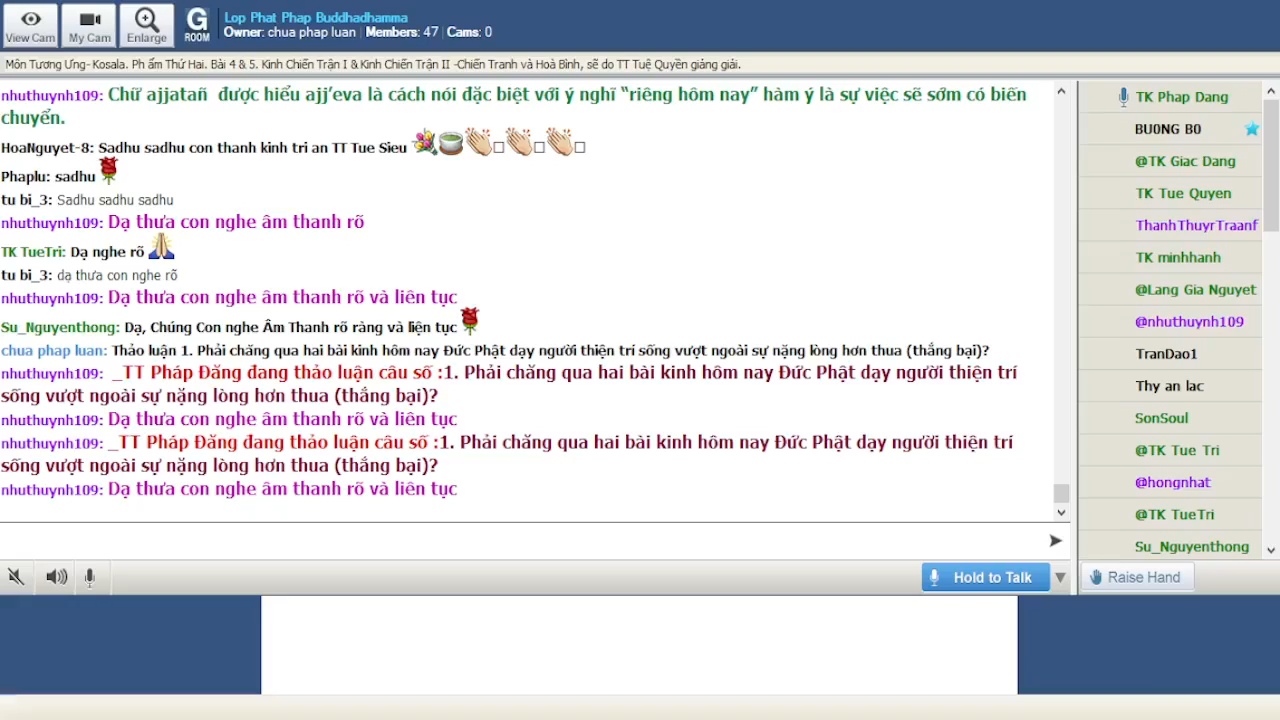 View Cam
My Cam
Enlarge
G
ROOM
Lop Phat Phap Buddhadhamma
Owner: chua phap luan | Members: 47 | Cams: 0
Môn Tương Ưng- Kosala. Ph ẩm Thứ Hai. Bài 4 & 5. Kinh Chiến Trận I & Kinh Chiến Trận II -Chiến Tranh và Hoà Bình, sẽ do TT Tuệ Quyền giảng giải.
nhuthuynh109: Chữ ajjatañ được hiểu ajj’eva là cách nói đặc biệt với ý nghĩ “riêng hôm nay” hàm ý là sự việc sẽ sớm có biến
chuyển.
HoaNguyet-8: Sadhu sadhu con thanh kinh tri an TT Tue Sieu
Phaplu: sadhu
tu bi_3: Sadhu sadhu sadhu
nhuthuynh109: Dạ thưa con nghe âm thanh rõ
TK TueTri: Dạ nghe rõ
tu bi_3: dạ thưa con nghe rõ
nhuthuynh109: Dạ thưa con nghe âm thanh rõ và liên tục
Su_Nguyenthong: Dạ, Chúng Con nghe Âm Thanh rõ ràng và liện tục
chua phap luan: Thảo luận 1. Phải chăng qua hai bài kinh hôm nay Đức Phật dạy người thiện trí sống vượt ngoài sự nặng lòng hơn thua (thắng bại)?
nhuthuynh109: _TT Pháp Đăng đang thảo luận câu số :1. Phải chăng qua hai bài kinh hôm nay Đức Phật dạy người thiện trí
sống vượt ngoài sự nặng lòng hơn thua (thắng bại)?
nhuthuynh109: Dạ thưa con nghe âm thanh rõ và liên tục
nhuthuynh109: _TT Pháp Đăng đang thảo luận câu số :1. Phải chăng qua hai bài kinh hôm nay Đức Phật dạy người thiện trí
sống vượt ngoài sự nặng lòng hơn thua (thắng bại)?
nhuthuynh109: Dạ thưa con nghe âm thanh rõ và liên tục
TK Phap Dang
BU0NG B0
@TK Giac Dang
TK Tue Quyen
ThanhThuyrTraanf
TK minhhanh
@Lang Gia Nguyet
@nhuthuynh109
TranDao1
Thy an lac
SonSoul
@TK Tue Tri
@hongnhat
@TK TueTri
Su_Nguyenthong
Hold to Talk
Raise Hand